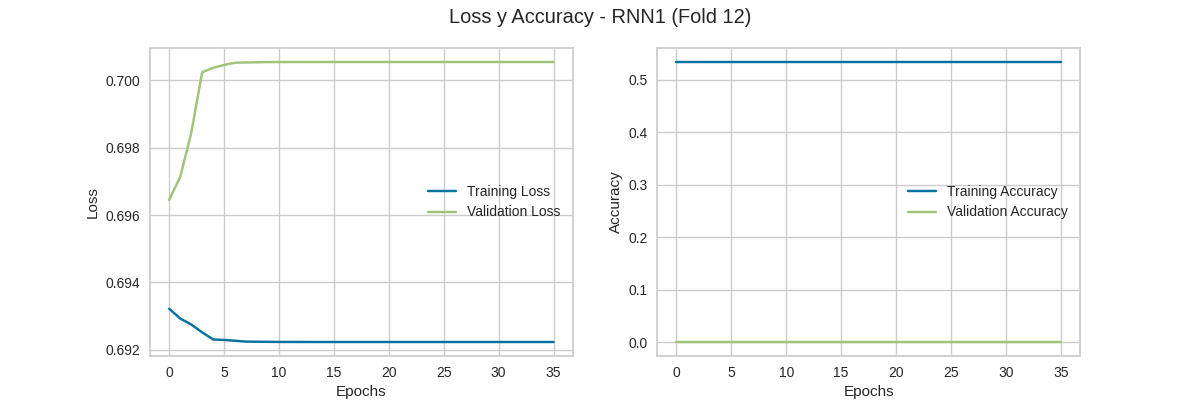 Loss y Accuracy - RNN1 (Fold 12)
0.700
0.698
0.696
0.694
0.692
Loss
Training Loss
Validation Loss
0 5 10 15 20 25 30 35
Epochs
0.5
0.4
0.3
0.2
0.1
0.0
Accuracy
Training Accuracy
Validation Accuracy
0 5 10 15 20 25 30 35
Epochs